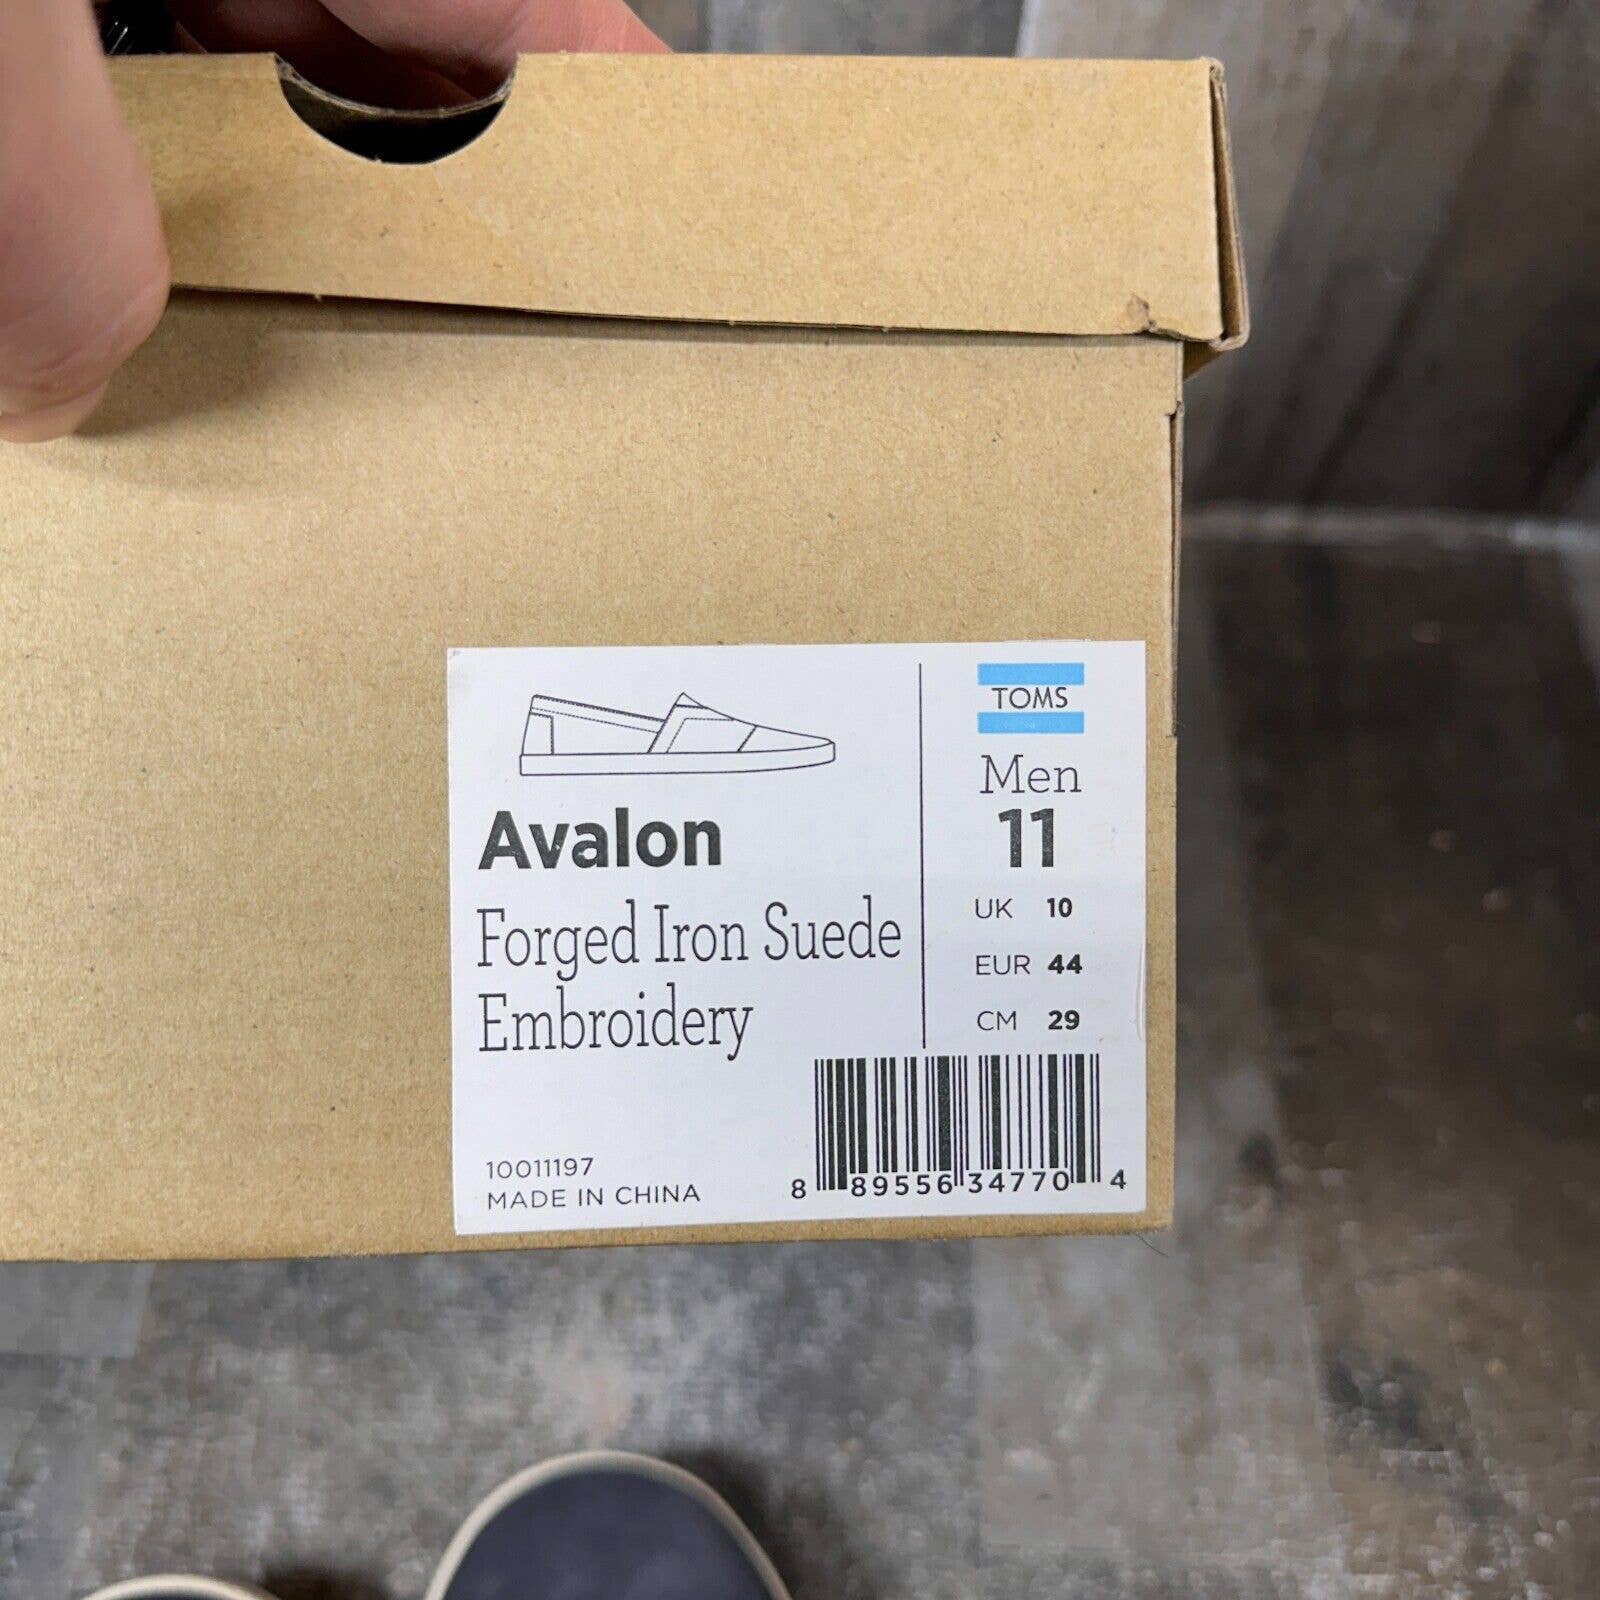 TOMS
Men
11
UK 10
EUR 44
CM 29
Avalon
Forged Iron Suede
Embroidery
10011197
MADE IN CHINA
8 89556 34770 4